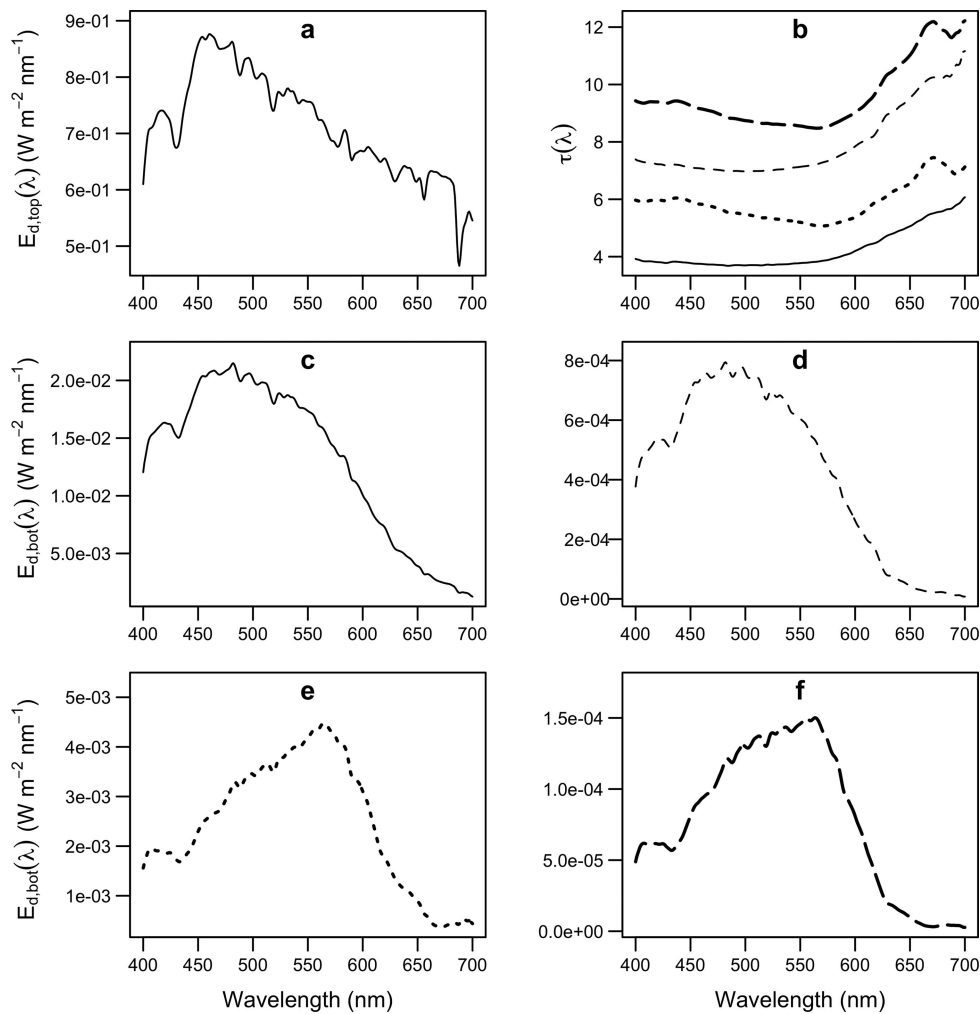 a
9e-01
8e-01
7e-01
6e-01
5e-01
E_d,top(λ) (W m⁻² nm⁻¹)
400 450 500 550 600 650 700
b
12
10
8
6
4
τ(λ)
400 450 500 550 600 650 700
c
2.0e-02
1.5e-02
1.0e-02
5.0e-03
E_d,bot(λ) (W m⁻² nm⁻¹)
400 450 500 550 600 650 700
d
8e-04
6e-04
4e-04
2e-04
0e+00
400 450 500 550 600 650 700
e
5e-03
4e-03
3e-03
2e-03
1e-03
E_d,bot(λ) (W m⁻² nm⁻¹)
400 450 500 550 600 650 700
Wavelength (nm)
f
1.5e-04
1.0e-04
5.0e-05
0.0e+00
400 450 500 550 600 650 700
Wavelength (nm)